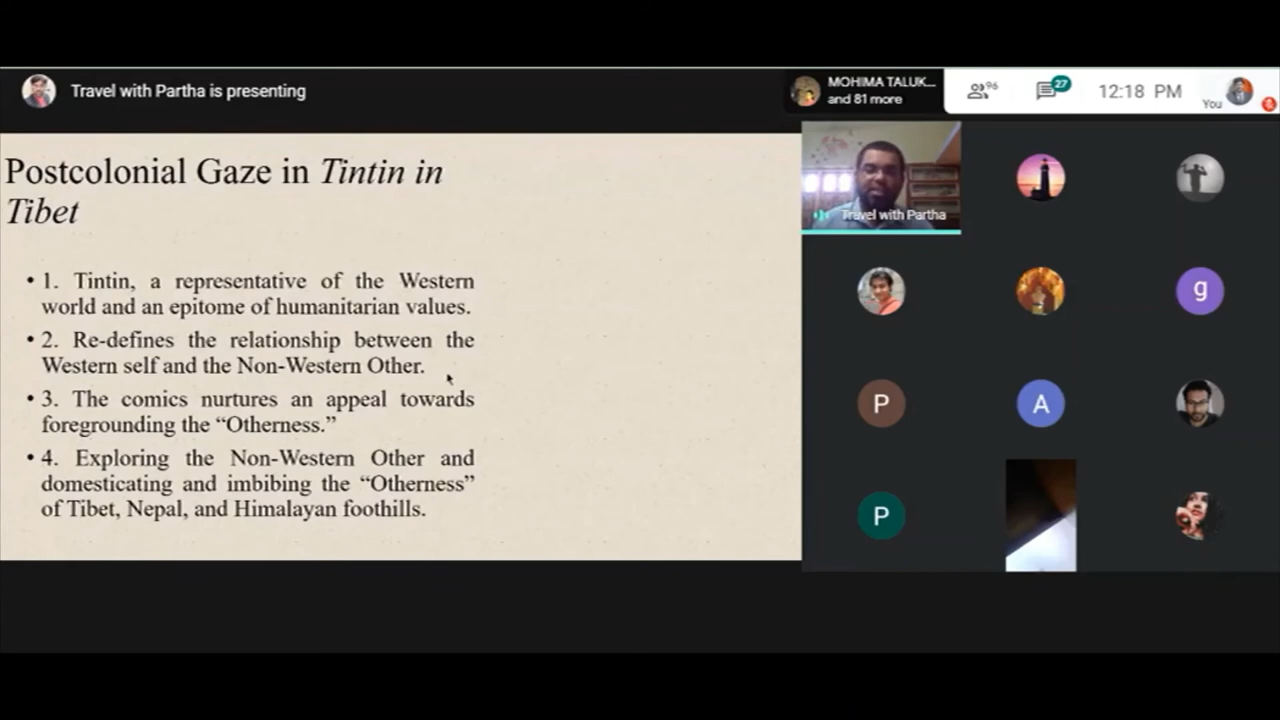 Travel with Partha is presenting
MOHIMA TALUK...
and 81 more
96
27
12:18 PM
You
Postcolonial Gaze in Tintin in
Tibet
• 1. Tintin, a representative of the Western
world and an epitome of humanitarian values.
• 2. Re-defines the relationship between the
Western self and the Non-Western Other.
• 3. The comics nurtures an appeal towards
foregrounding the “Otherness.”
• 4. Exploring the Non-Western Other and
domesticating and imbibing the “Otherness”
of Tibet, Nepal, and Himalayan foothills.
Travel with Partha
g
P
A
P